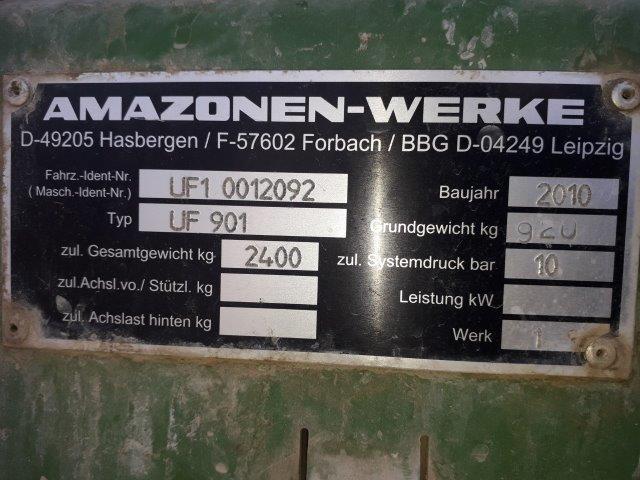 AMAZONEN-WERKE
D-49205 Hasbergen / F-57602 Forbach / BBG D-04249 Leipzig
Fahrz.-Ident-Nr.
(Masch.-Ident-Nr.) UF1 0012092
Typ UF 901
zul. Gesamtgewicht kg 2400
zul.Achsl.vo./ Stützl. kg
zul. Achslast hinten kg
Baujahr 2010
Grundgewicht kg 920
zul. Systemdruck bar 10
Leistung kW
Werk 1